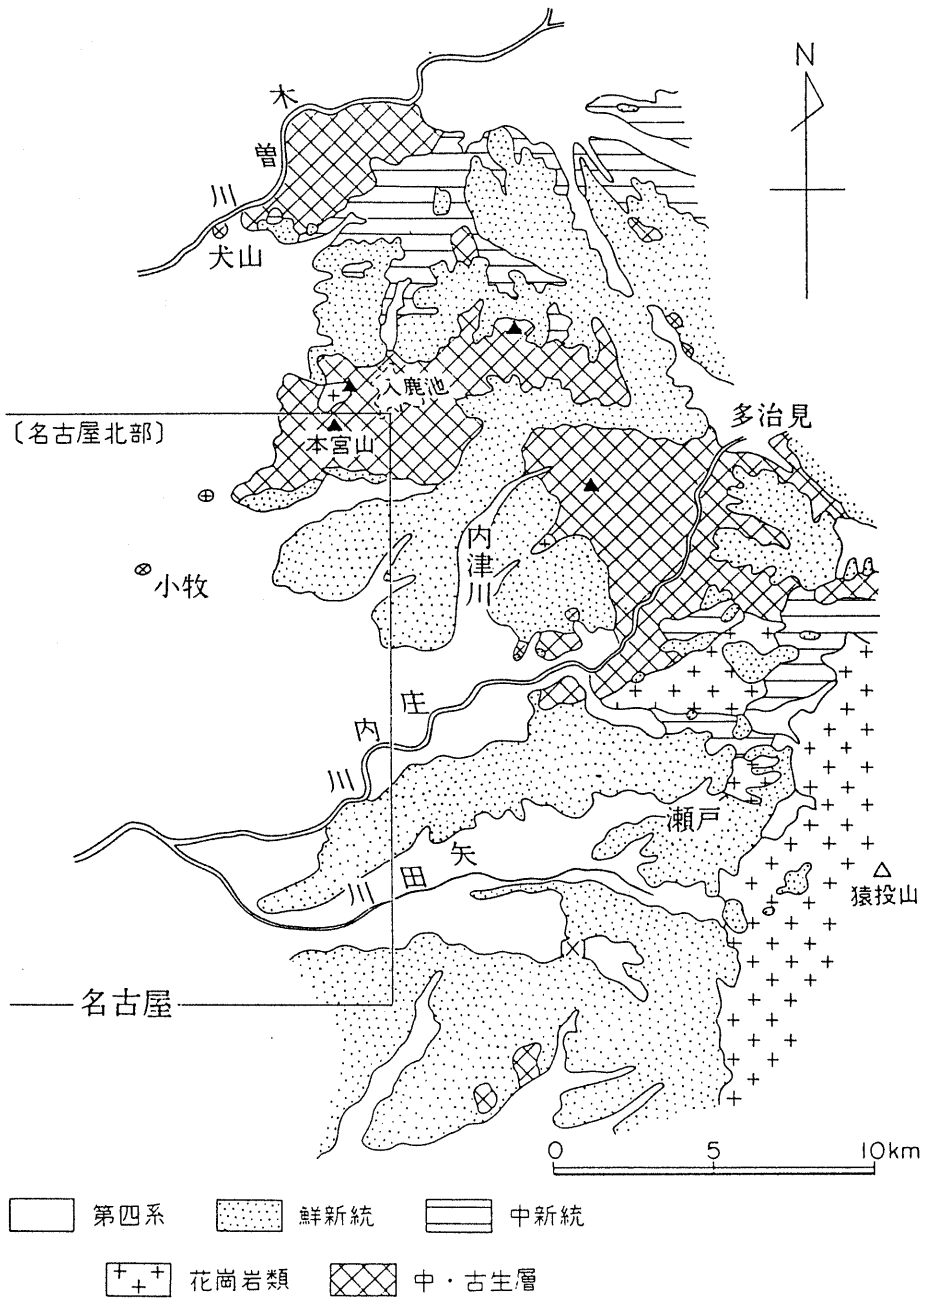 N
木曽川
犬山
入鹿池
多治見
〔名古屋北部〕
本宮山
内津川
小牧
庄内川
瀬戸
矢田川
猿投山
名古屋
0 5 10km
第四系 鮮新統 中新統
花崗岩類 中・古生層